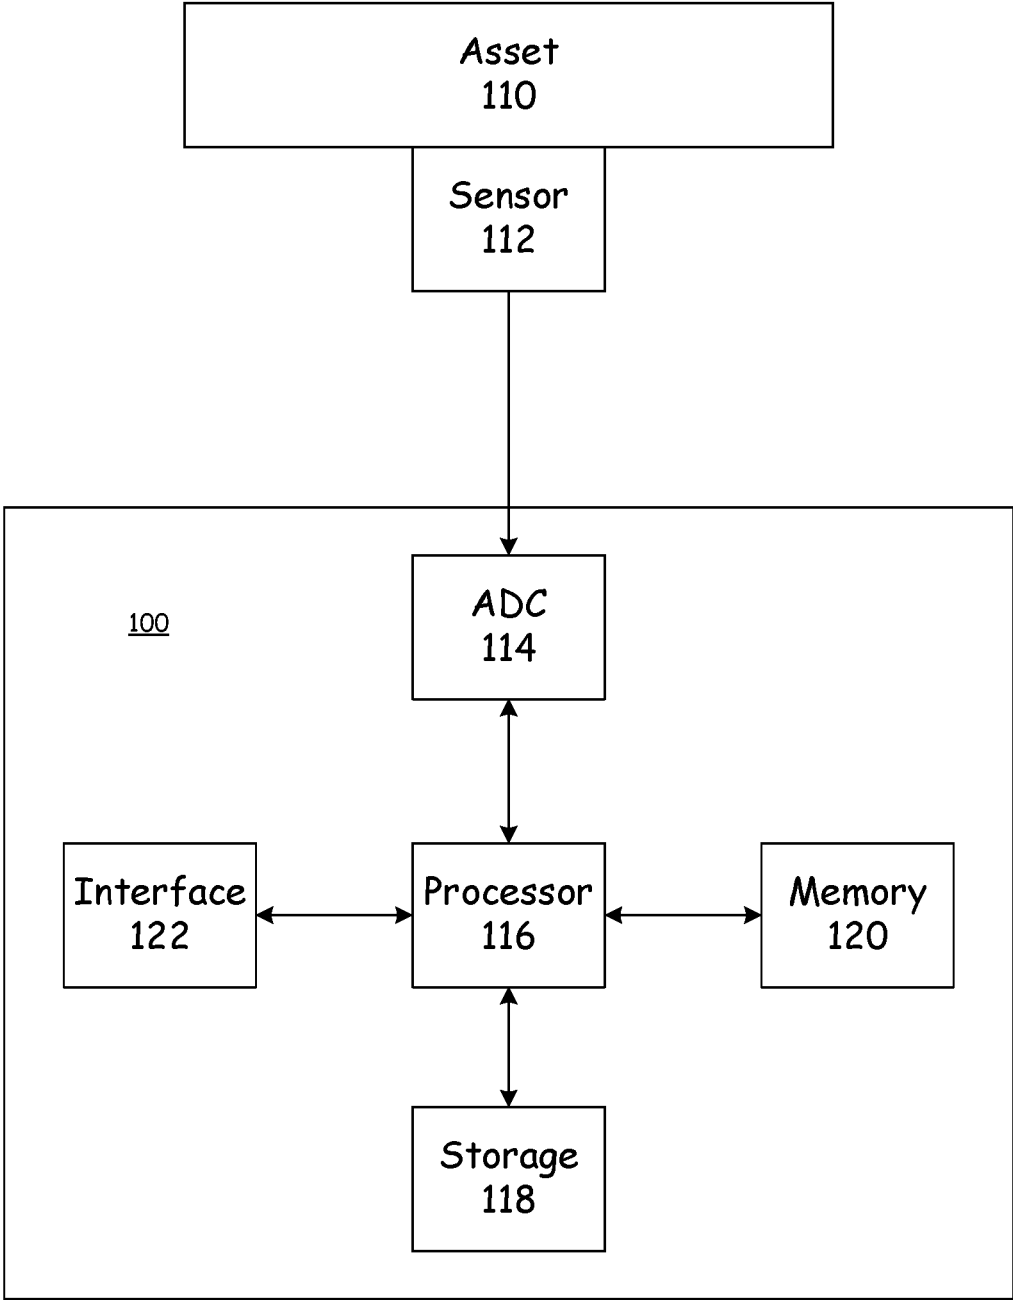 Asset
110
Sensor
112
ADC
114
100
Interface
122
Processor
116
Memory
120
Storage
118